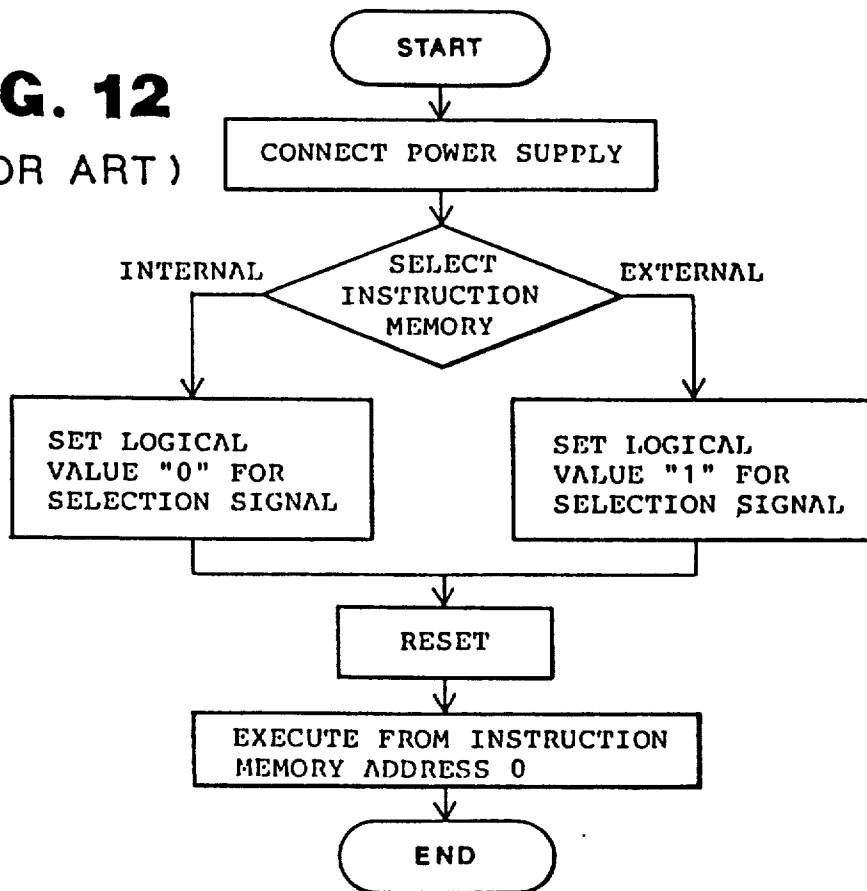 G. 12
OR ART)
START
CONNECT POWER SUPPLY
SELECT
INSTRUCTION
MEMORY
INTERNAL
EXTERNAL
SET LOGICAL
VALUE "0" FOR
SELECTION SIGNAL
SET LOGICAL
VALUE "1" FOR
SELECTION SIGNAL
RESET
EXECUTE FROM INSTRUCTION
MEMORY ADDRESS 0
END